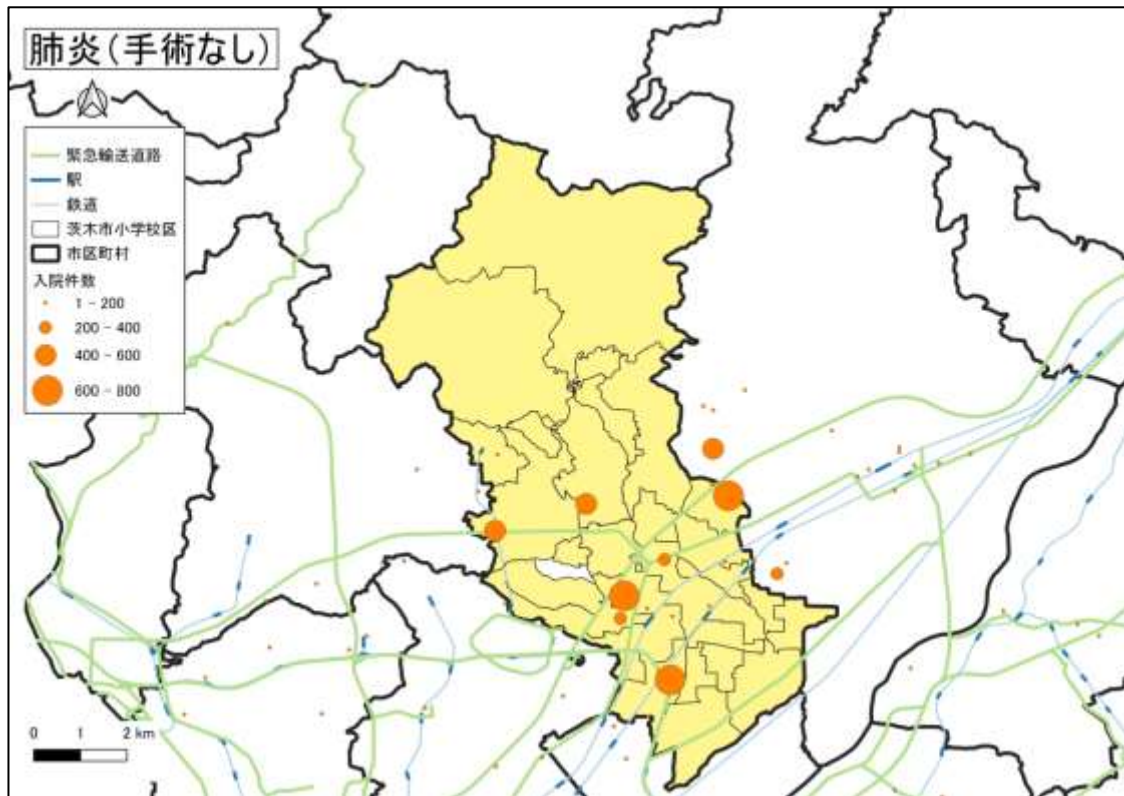 肺炎(手術なし)
緊急輸送道路
駅
鉄道
茨木市小学校区
市区町村
入院件数
1 - 200
200 - 400
400 - 600
600 - 800
0 1 2 km